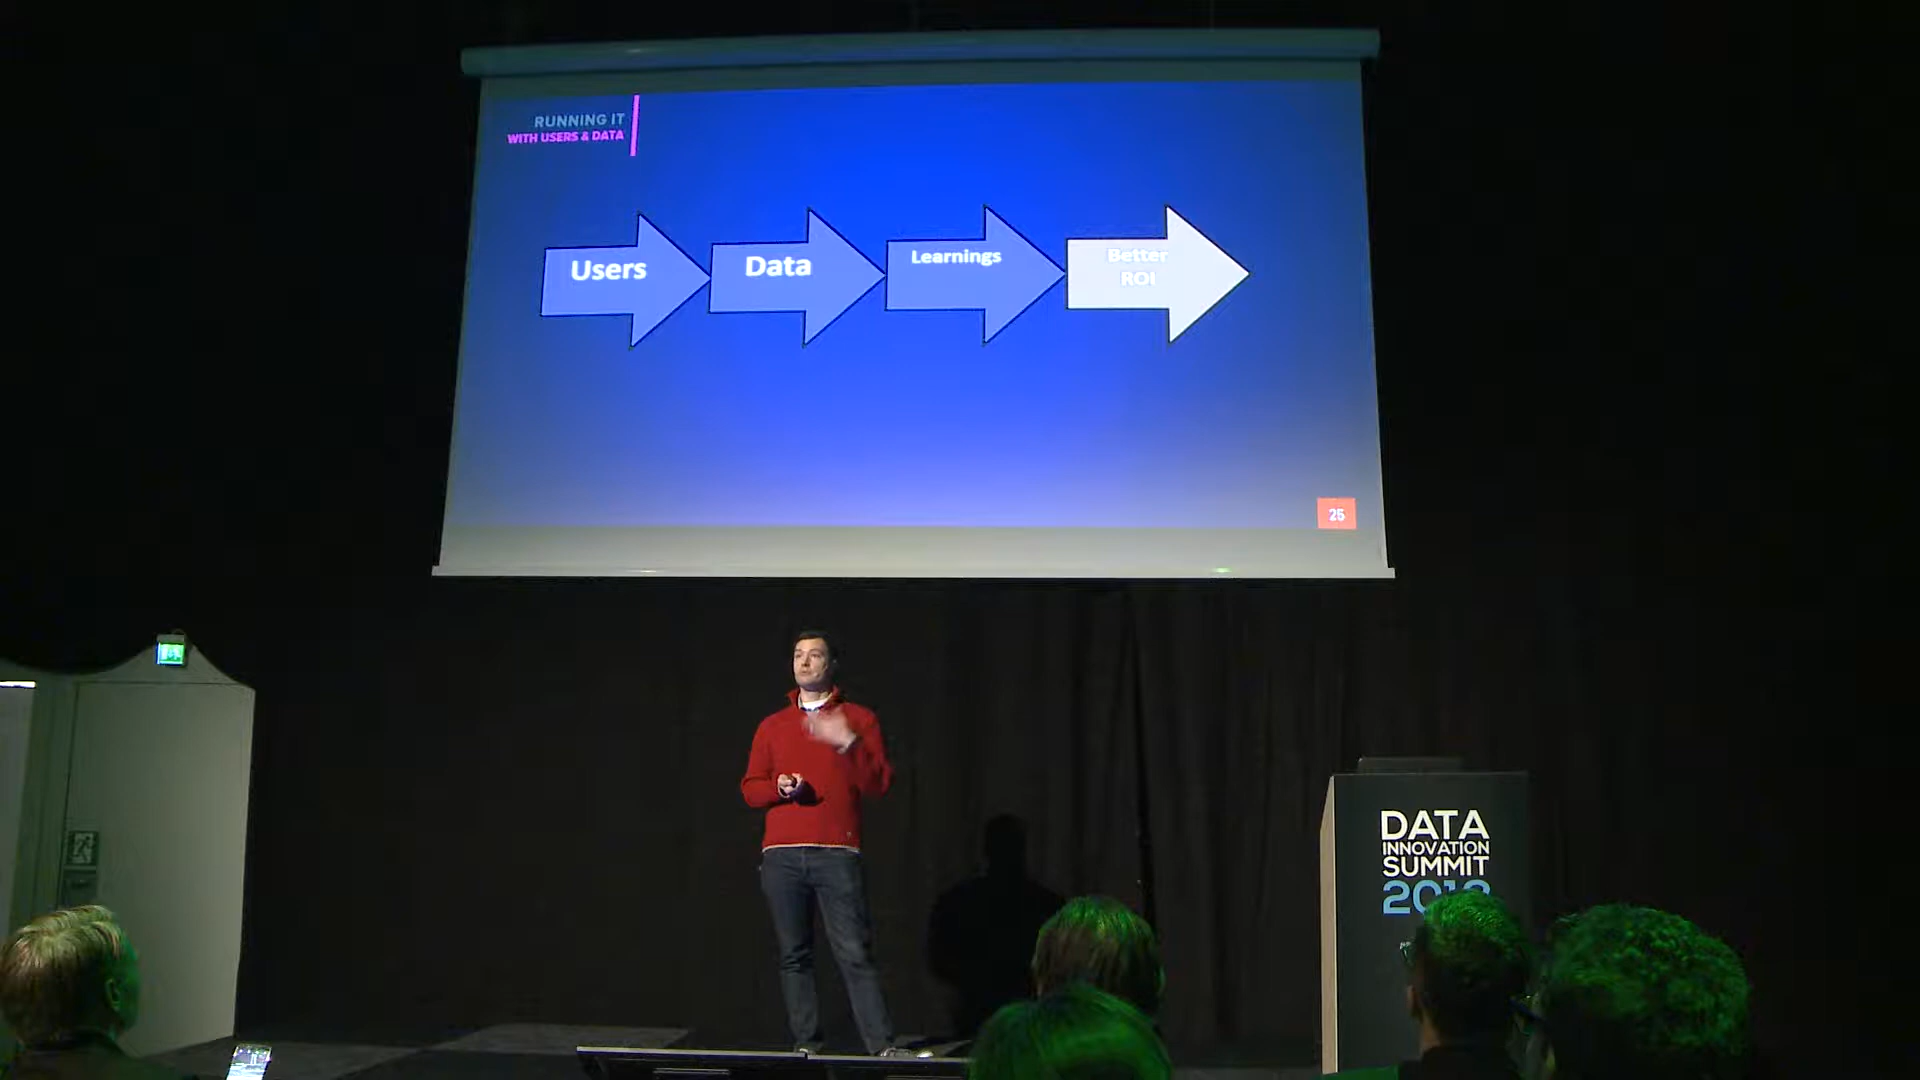 RUNNING IT
WITH USERS & DATA
Users
Data
Learnings
Better
ROI
25
DATA
INNOVATION
SUMMIT